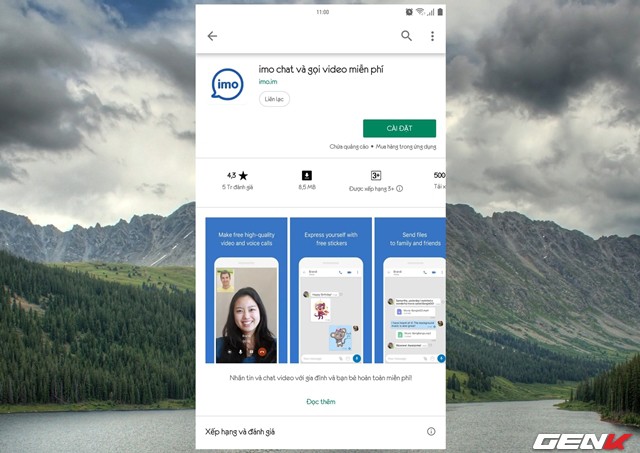 11:00
imo chat và gọi video miễn phí
imo
imo.im
Liên lạc
CÀI ĐẶT
Chứa quảng cáo • Mua hàng trong ứng dụng
4,3 ★ 3+ 500
5 Tr đánh giá 8,5 MB Được xếp hạng 3+ Tải x
Make free high-quality
video and voice calls
Express yourself with
free stickers
Send files
to family and friends
Nhắn tin và chat video với gia đình và bạn bè hoàn toàn miễn phí!
Đọc thêm
Xếp hạng và đánh giá
GENK